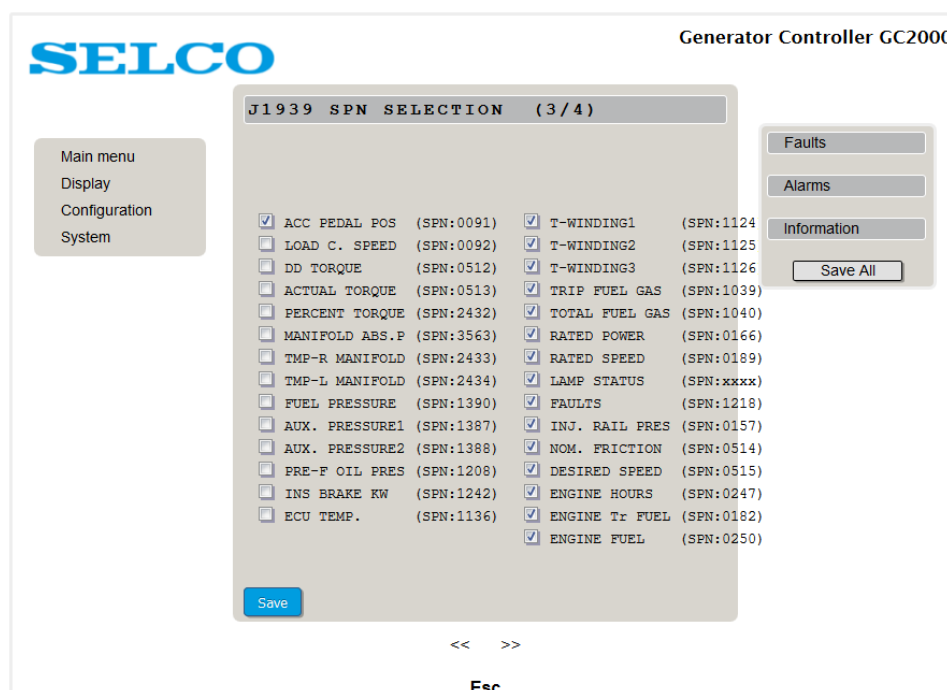 SELCO
Generator Controller GC2000
Main menu
Display
Configuration
System
J1939 SPN SELECTION (3/4)
ACC PEDAL POS (SPN:0091)
LOAD C. SPEED (SPN:0092)
DD TORQUE (SPN:0512)
ACTUAL TORQUE (SPN:0513)
PERCENT TORQUE (SPN:2432)
MANIFOLD ABS.P (SPN:3563)
TMP-R MANIFOLD (SPN:2433)
TMP-L MANIFOLD (SPN:2434)
FUEL PRESSURE (SPN:1390)
AUX. PRESSURE1 (SPN:1387)
AUX. PRESSURE2 (SPN:1388)
PRE-F OIL PRES (SPN:1208)
INS BRAKE KW (SPN:1242)
ECU TEMP. (SPN:1136)
T-WINDING1 (SPN:1124
T-WINDING2 (SPN:1125
T-WINDING3 (SPN:1126
TRIP FUEL GAS (SPN:1039)
TOTAL FUEL GAS (SPN:1040)
RATED POWER (SPN:0166)
RATED SPEED (SPN:0189)
LAMP STATUS (SPN:xxxx)
FAULTS (SPN:1218)
INJ. RAIL PRES (SPN:0157)
NOM. FRICTION (SPN:0514)
DESIRED SPEED (SPN:0515)
ENGINE HOURS (SPN:0247)
ENGINE Tr FUEL (SPN:0182)
ENGINE FUEL (SPN:0250)
Save
Faults
Alarms
Information
Save All
<< >>
Esc